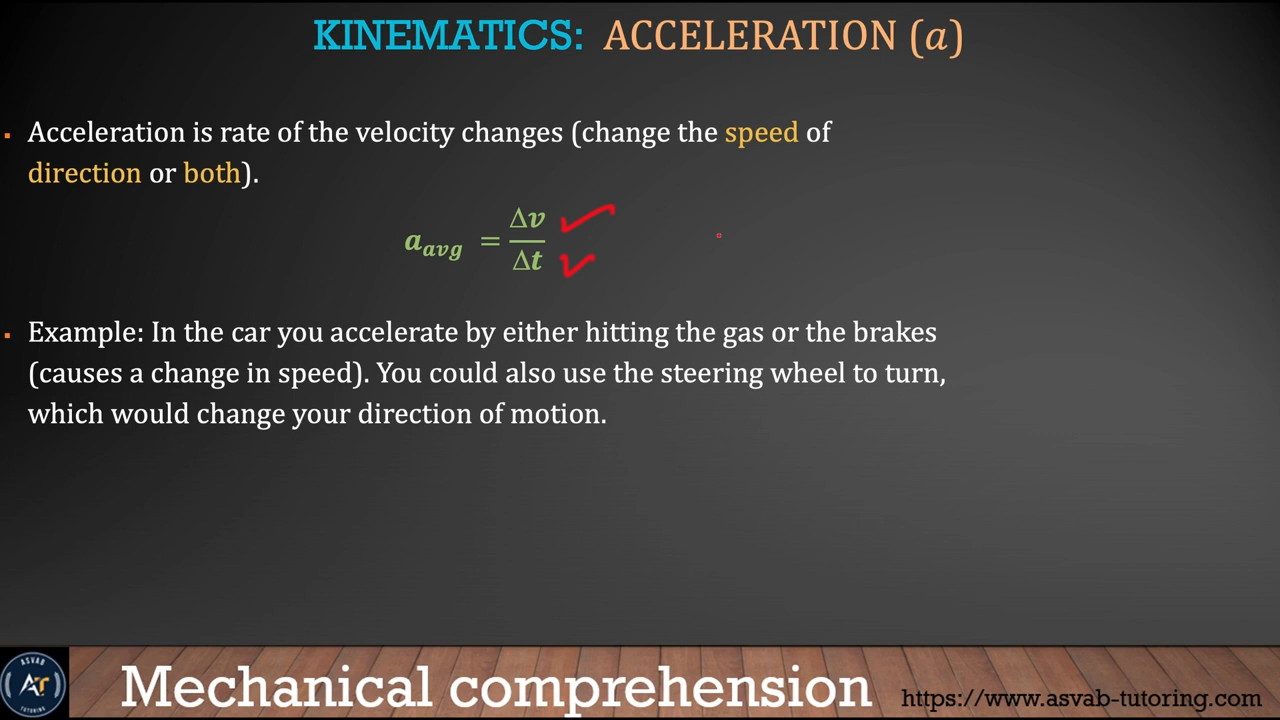 KINEMATICS: ACCELERATION (a)
▪ Acceleration is rate of the velocity changes (change the speed of
direction or both).
a_avg = Δv/Δt
▪ Example: In the car you accelerate by either hitting the gas or the brakes
(causes a change in speed). You could also use the steering wheel to turn,
which would change your direction of motion.
ASVAB
AT
TUTORING
Mechanical comprehension
https://www.asvab-tutoring.com